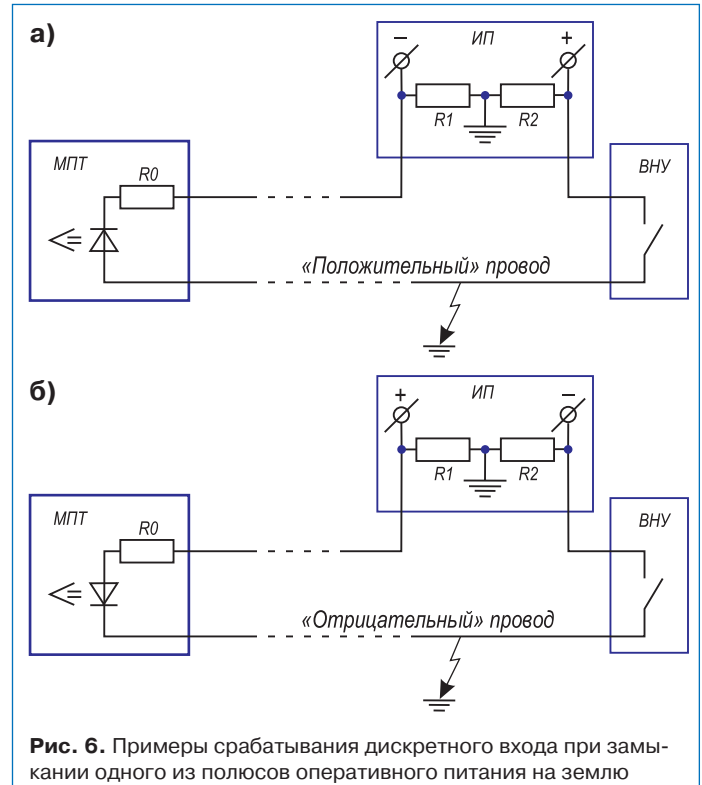 а)
− ИП +
R1 R2
МПТ
R0
ВНУ
«Положительный» провод
б)
+ ИП −
R1 R2
МПТ
R0
ВНУ
«Отрицательный» провод
Рис. 6. Примеры срабатывания дискретного входа при замы-
кании одного из полюсов оперативного питания на землю